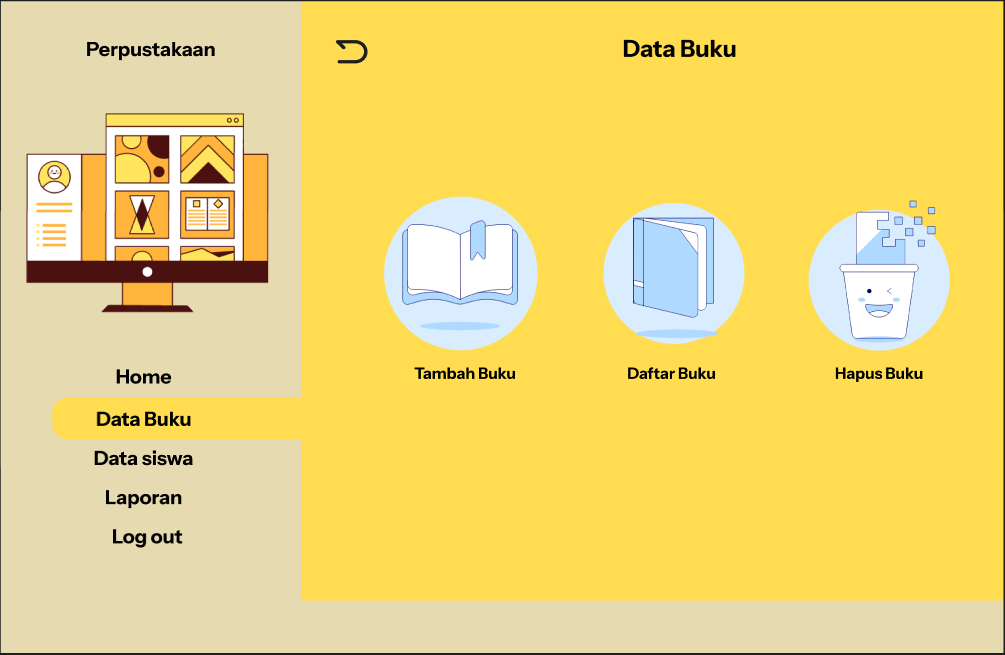 Perpustakaan
Home
Data Buku
Data siswa
Laporan
Log out
Data Buku
Tambah Buku
Daftar Buku
Hapus Buku